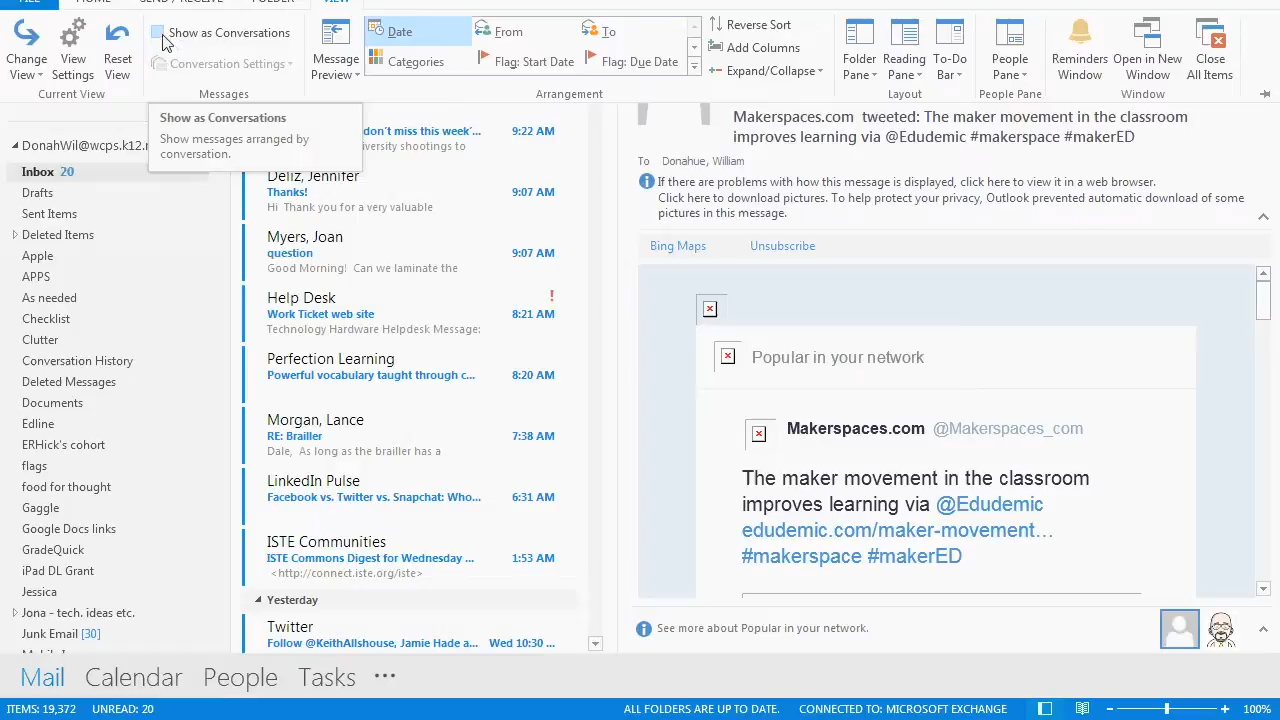 FILE HOME SEND / RECEIVE FOLDER VIEW
Change View
View Settings
Reset View
Current View
Show as Conversations
Conversation Settings
Messages
Message Preview
Date
From
To
Categories
Flag: Start Date
Flag: Due Date
Arrangement
Reverse Sort
Add Columns
Expand/Collapse
Folder Pane
Reading Pane
To-Do Bar
Layout
People Pane
People Pane
Reminders Window
Open in New Window
Close All Items
Window
Show as Conversations
Show messages arranged by
conversation.
DonahWil@wcps.k12.
Inbox 20
Drafts
Sent Items
Deleted Items
Apple
APPS
As needed
Checklist
Clutter
Conversation History
Deleted Messages
Documents
Edline
ERHick's cohort
flags
food for thought
Gaggle
Google Docs links
GradeQuick
iPad DL Grant
Jessica
Jona - tech. ideas etc.
Junk Email [30]
don't miss this week'... 9:22 AM
shootings to
Deliz, Jennifer
Thanks! 9:07 AM
Hi Thank you for a very valuable
Myers, Joan
question 9:07 AM
Good Morning! Can we laminate the
Help Desk !
Work Ticket web site 8:21 AM
Technology Hardware Helpdesk Message:
Perfection Learning
Powerful vocabulary taught through c... 8:20 AM
Morgan, Lance
RE: Brailler 7:38 AM
Dale, As long as the brailler has a
LinkedIn Pulse
Facebook vs. Twitter vs. Snapchat: Who... 6:31 AM
ISTE Communities
ISTE Commons Digest for Wednesday ... 1:53 AM
<http://connect.iste.org/iste>
Yesterday
Twitter
Follow @KeithAllshouse, Jamie Hade a... Wed 10:30 ...
Makerspaces.com tweeted: The maker movement in the classroom
improves learning via @Edudemic #makerspace #makerED
To Donahue, William
If there are problems with how this message is displayed, click here to view it in a web browser.
Click here to download pictures. To help protect your privacy, Outlook prevented automatic download of some
pictures in this message.
Bing Maps Unsubscribe
Popular in your network
Makerspaces.com @Makerspaces_com
The maker movement in the classroom
improves learning via @Edudemic
edudemic.com/maker-movement…
#makerspace #makerED
See more about Popular in your network.
Mail Calendar People Tasks ···
ITEMS: 19,372 UNREAD: 20 ALL FOLDERS ARE UP TO DATE. CONNECTED TO: MICROSOFT EXCHANGE 100%